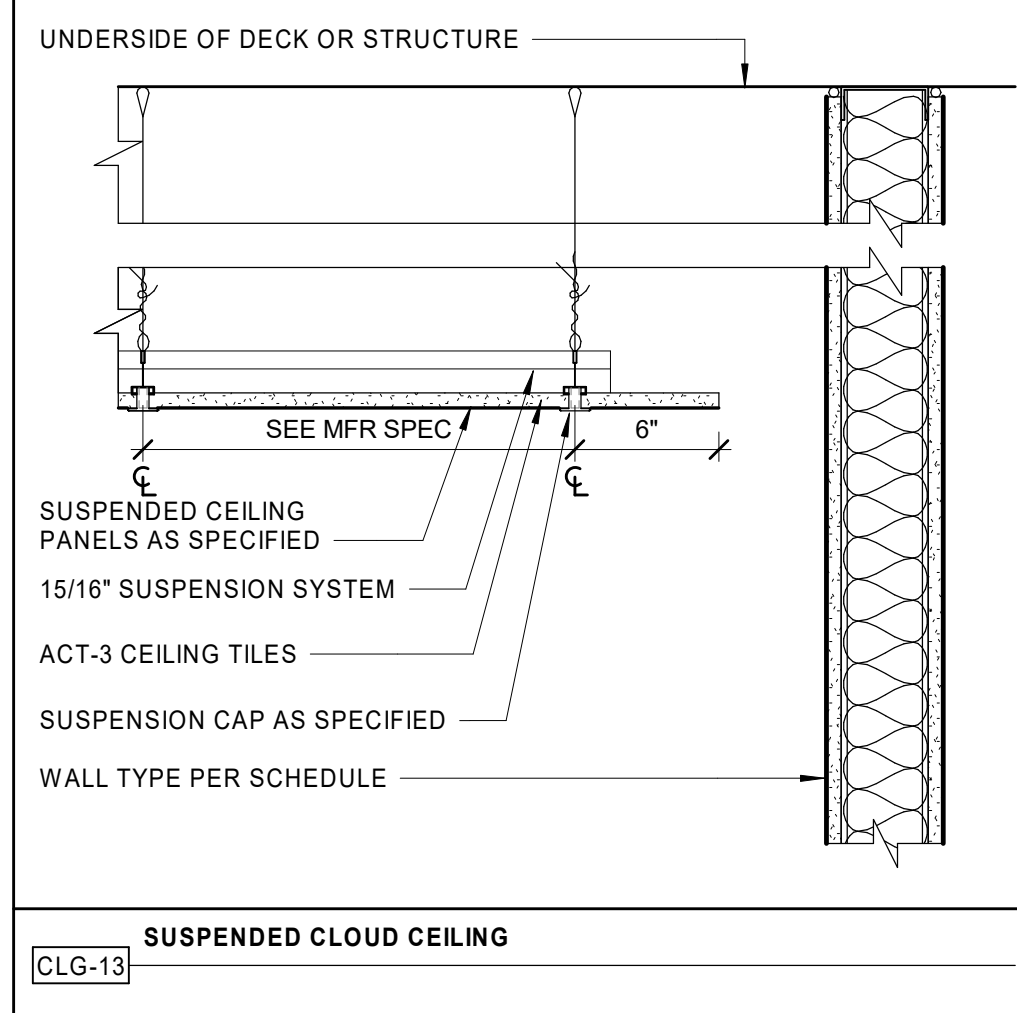 UNDERSIDE OF DECK OR STRUCTURE
SEE MFR SPEC
6"
℄
℄
SUSPENDED CEILING
PANELS AS SPECIFIED
15/16" SUSPENSION SYSTEM
ACT-3 CEILING TILES
SUSPENSION CAP AS SPECIFIED
WALL TYPE PER SCHEDULE
SUSPENDED CLOUD CEILING
CLG-13